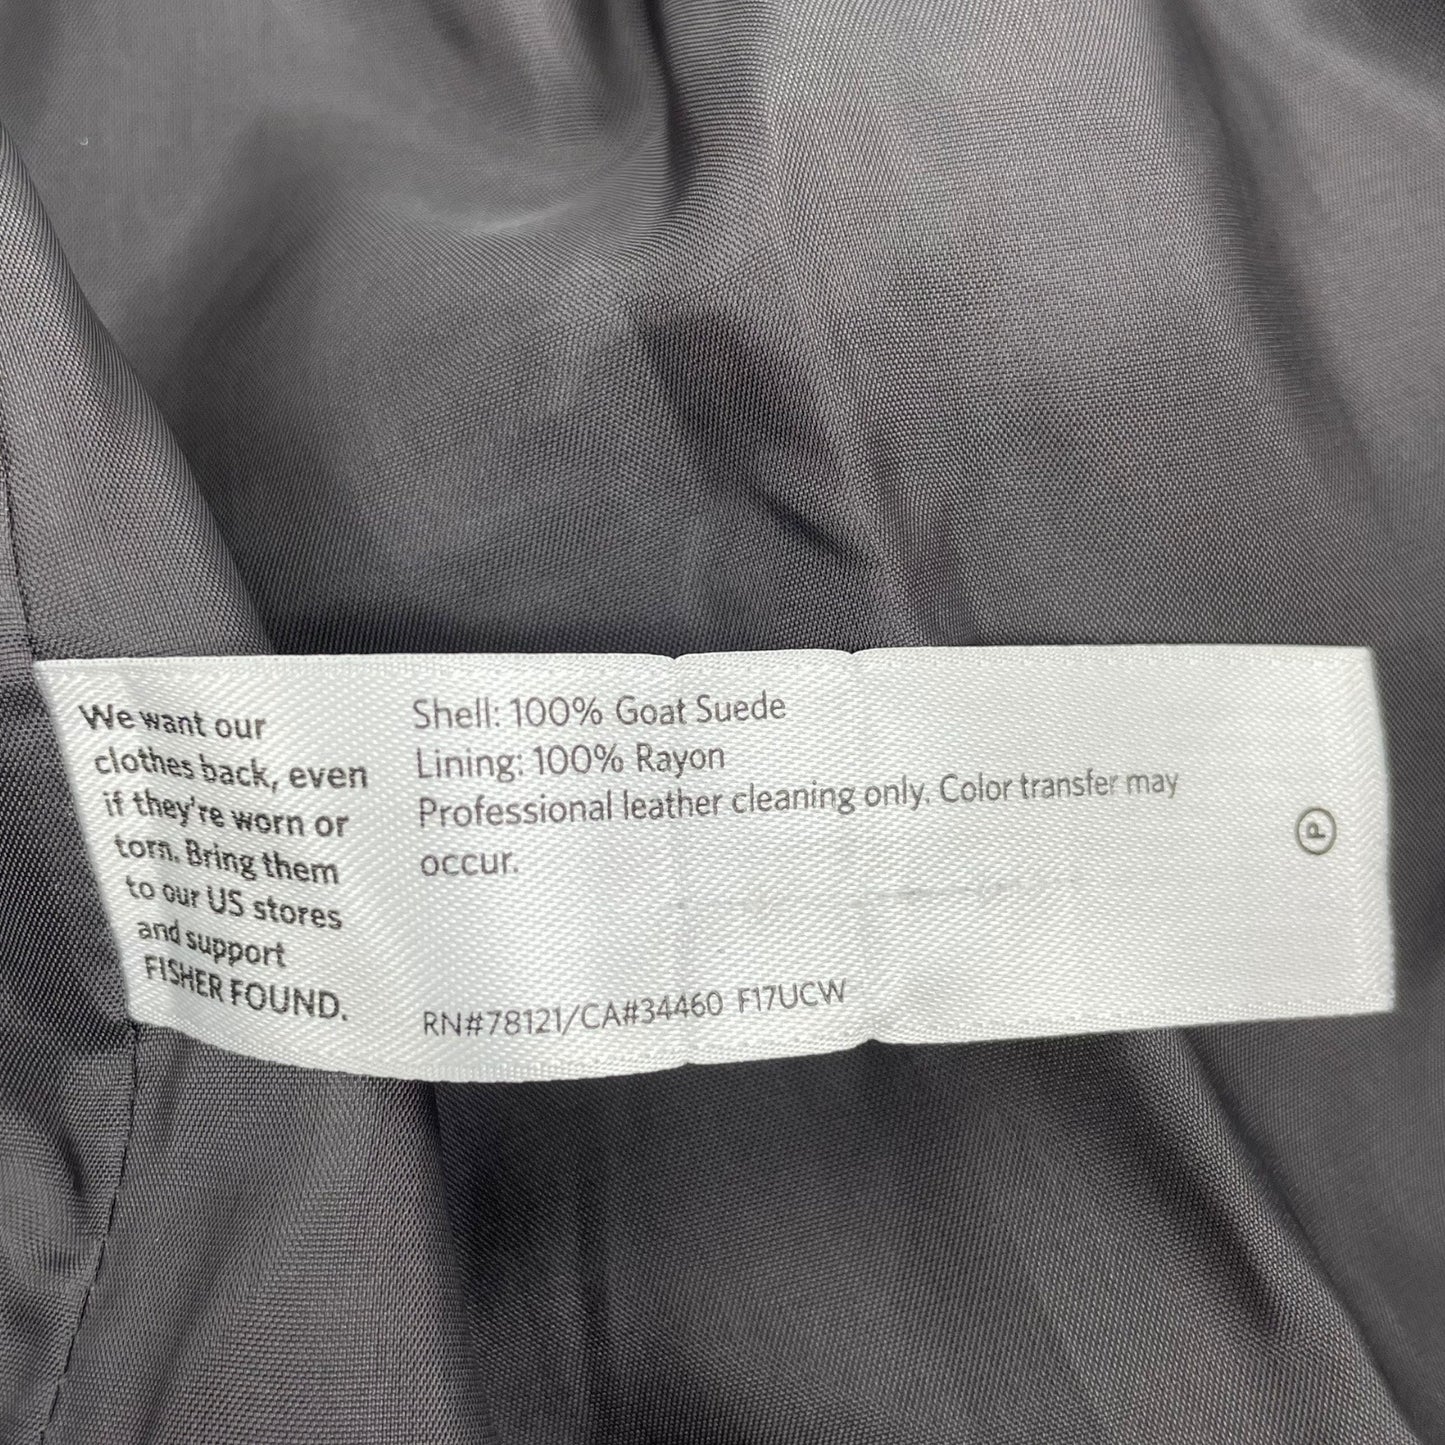 We want our
clothes back, even
if they're worn or
torn. Bring them
to our US stores
and support
FISHER FOUND.
Shell: 100% Goat Suede
Lining: 100% Rayon
Professional leather cleaning only. Color transfer may
occur.
P
RN#78121/CA#34460 F17UCW